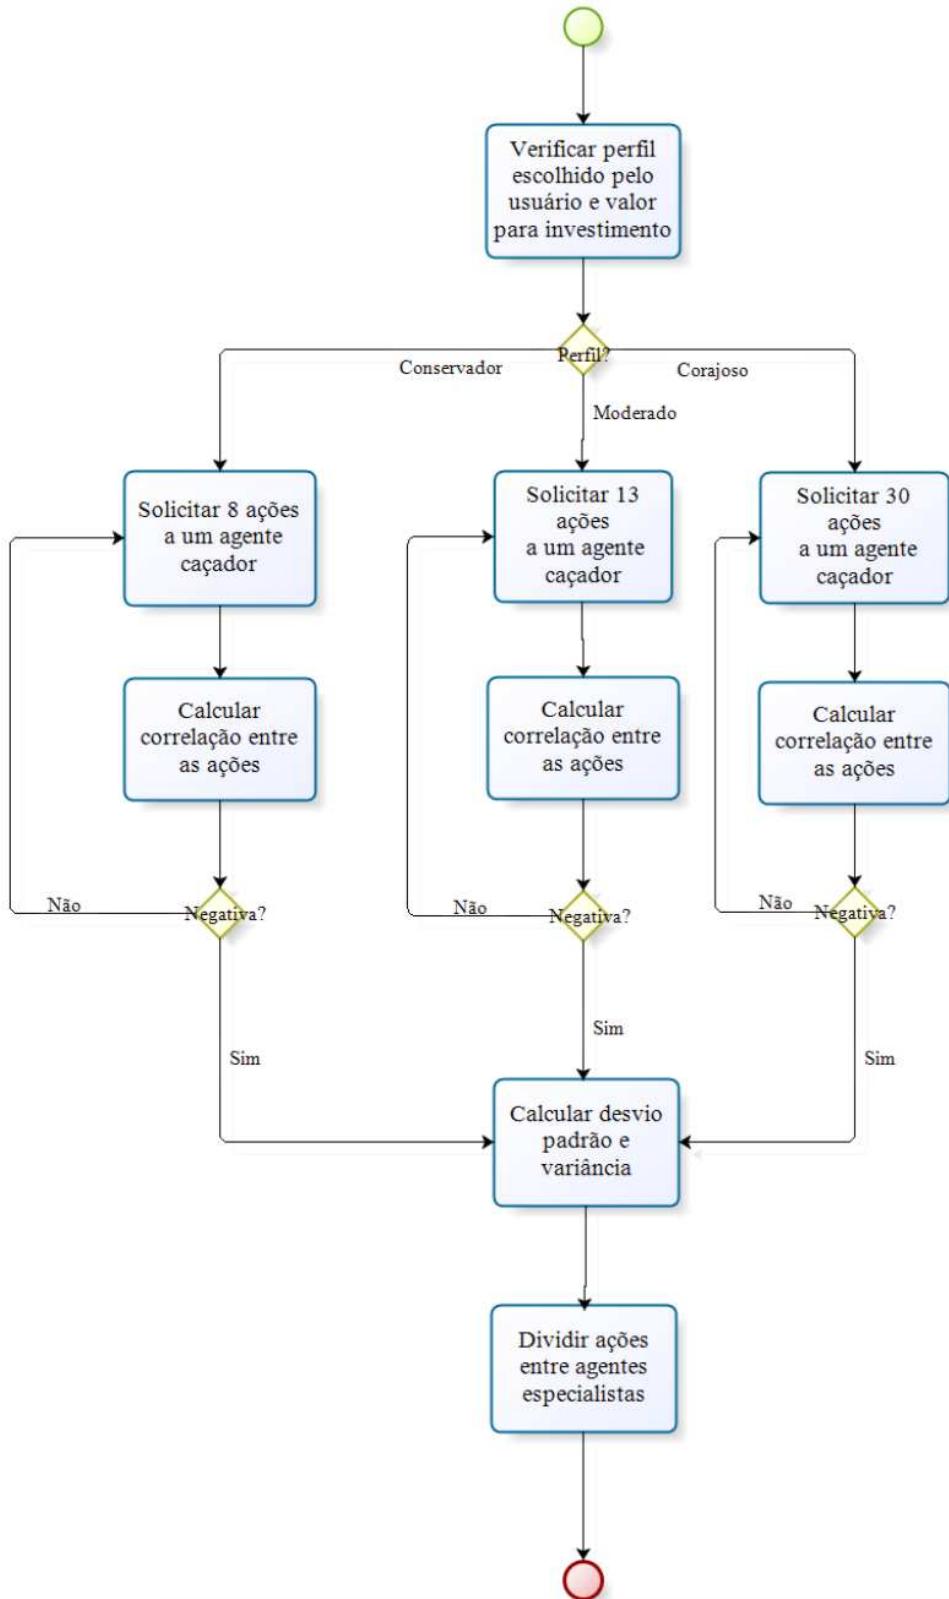 Verificar perfil
escolhido pelo
usuário e valor
para investimento
Perfil?
Conservador
Moderado
Corajoso
Solicitar 8 ações
a um agente
caçador
Solicitar 13
ações
a um agente
caçador
Solicitar 30
ações
a um agente
caçador
Calcular
correlação entre
as ações
Calcular
correlação entre
as ações
Calcular
correlação entre
as ações
Não
Negativa?
Não
Negativa?
Não
Negativa?
Sim
Sim
Sim
Calcular desvio
padrão e
variância
Dividir ações
entre agentes
especialistas